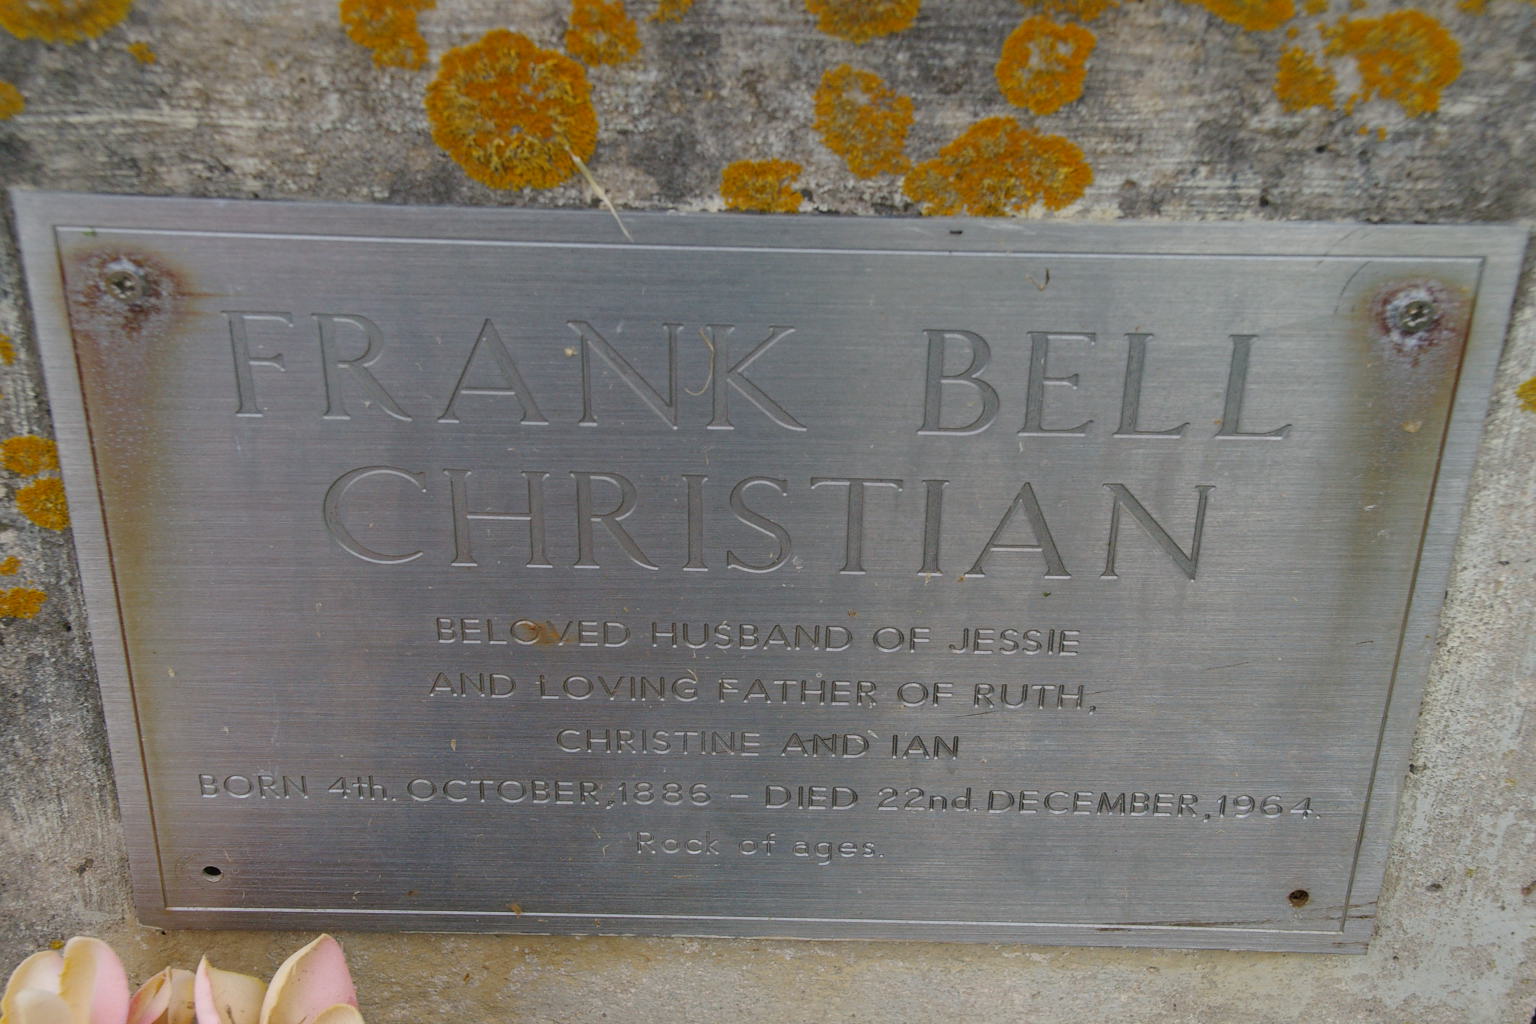 FRANK BELL
CHRISTIAN
BELOVED HUSBAND OF JESSIE
AND LOVING FATHER OF RUTH,
CHRISTINE AND IAN
BORN 4th. OCTOBER, 1886 – DIED 22nd. DECEMBER, 1964.
Rock of ages.